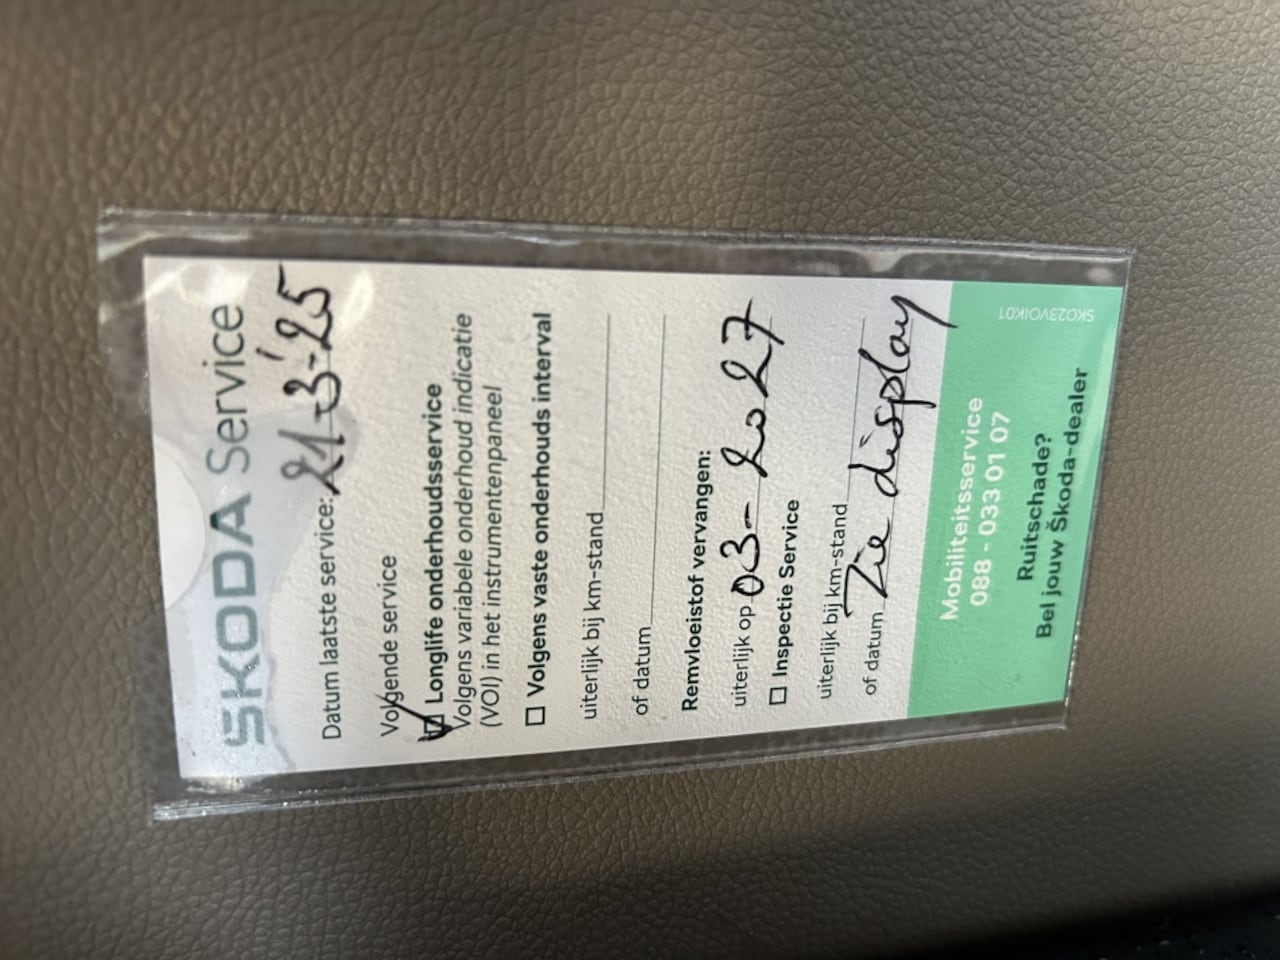 ŠKODA Service
Datum laatste service: 21-3-'25
Volgende service
Longlife onderhoudsservice
Volgens variabele onderhoud indicatie
(VOI) in het instrumentenpaneel
Volgens vaste onderhouds interval
uiterlijk bij km-stand
of datum
Remvloeistof vervangen:
uiterlijk op 03-2027
Inspectie Service
uiterlijk bij km-stand
of datum Zie display
Mobiliteitsservice
088 - 033 01 07
Ruitschade?
Bel jouw Škoda-dealer
SKO23VOIK01